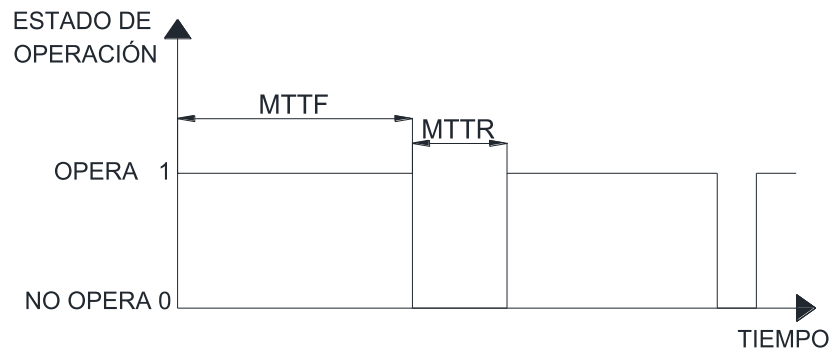 ESTADO DE
OPERACIÓN
MTTF
MTTR
OPERA 1
NO OPERA 0
TIEMPO